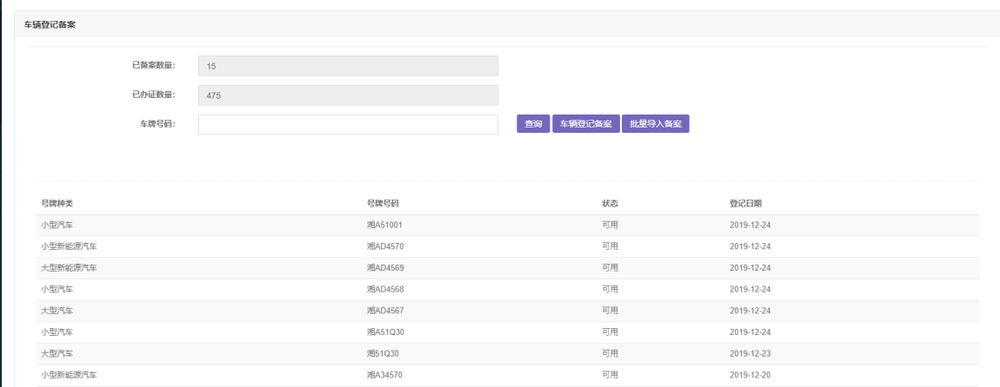 车辆登记备案
已备案数量: 15
已办证数量: 475
车牌号码: 查询 车辆登记备案 批量导入备案
号牌种类 号牌号码 状态 登记日期
小型汽车 湘A51001 可用 2019-12-24
小型新能源汽车 湘AD4570 可用 2019-12-24
大型新能源汽车 湘AD4569 可用 2019-12-24
小型汽车 湘AD4568 可用 2019-12-24
大型汽车 湘AD4567 可用 2019-12-24
小型汽车 湘A51Q30 可用 2019-12-24
大型汽车 湘51Q30 可用 2019-12-23
小型新能源汽车 湘A34570 可用 2019-12-20